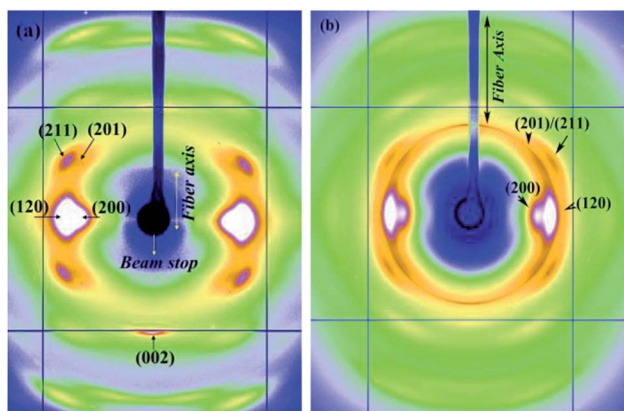 (a)
(211)
(201)
(120)
(200)
Fiber axis
Beam stop
(002)
(b)
Fiber Axis
(201)/(211)
(200)
(120)